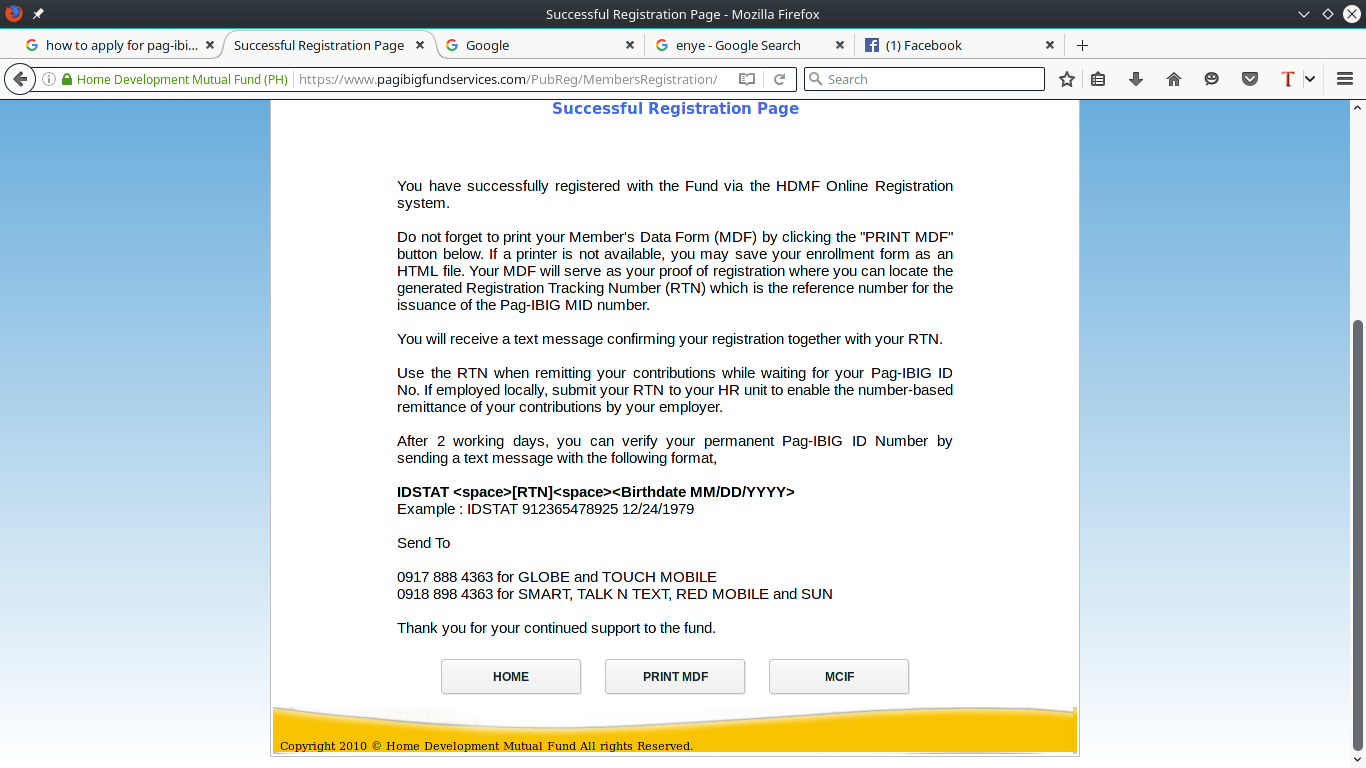 Successful Registration Page - Mozilla Firefox
how to apply for pag-ibi...
Successful Registration Page
Google
enye - Google Search
(1) Facebook
Home Development Mutual Fund (PH)
https://www.pagibigfundservices.com/PubReg/MembersRegistration/
Search
Successful Registration Page
You have successfully registered with the Fund via the HDMF Online Registration
system.
Do not forget to print your Member's Data Form (MDF) by clicking the "PRINT MDF"
button below. If a printer is not available, you may save your enrollment form as an
HTML file. Your MDF will serve as your proof of registration where you can locate the
generated Registration Tracking Number (RTN) which is the reference number for the
issuance of the Pag-IBIG MID number.
You will receive a text message confirming your registration together with your RTN.
Use the RTN when remitting your contributions while waiting for your Pag-IBIG ID
No. If employed locally, submit your RTN to your HR unit to enable the number-based
remittance of your contributions by your employer.
After 2 working days, you can verify your permanent Pag-IBIG ID Number by
sending a text message with the following format,
IDSTAT <space>[RTN]<space><Birthdate MM/DD/YYYY>
Example : IDSTAT 912365478925 12/24/1979
Send To
0917 888 4363 for GLOBE and TOUCH MOBILE
0918 898 4363 for SMART, TALK N TEXT, RED MOBILE and SUN
Thank you for your continued support to the fund.
HOME
PRINT MDF
MCIF
Copyright 2010 © Home Development Mutual Fund All rights Reserved.